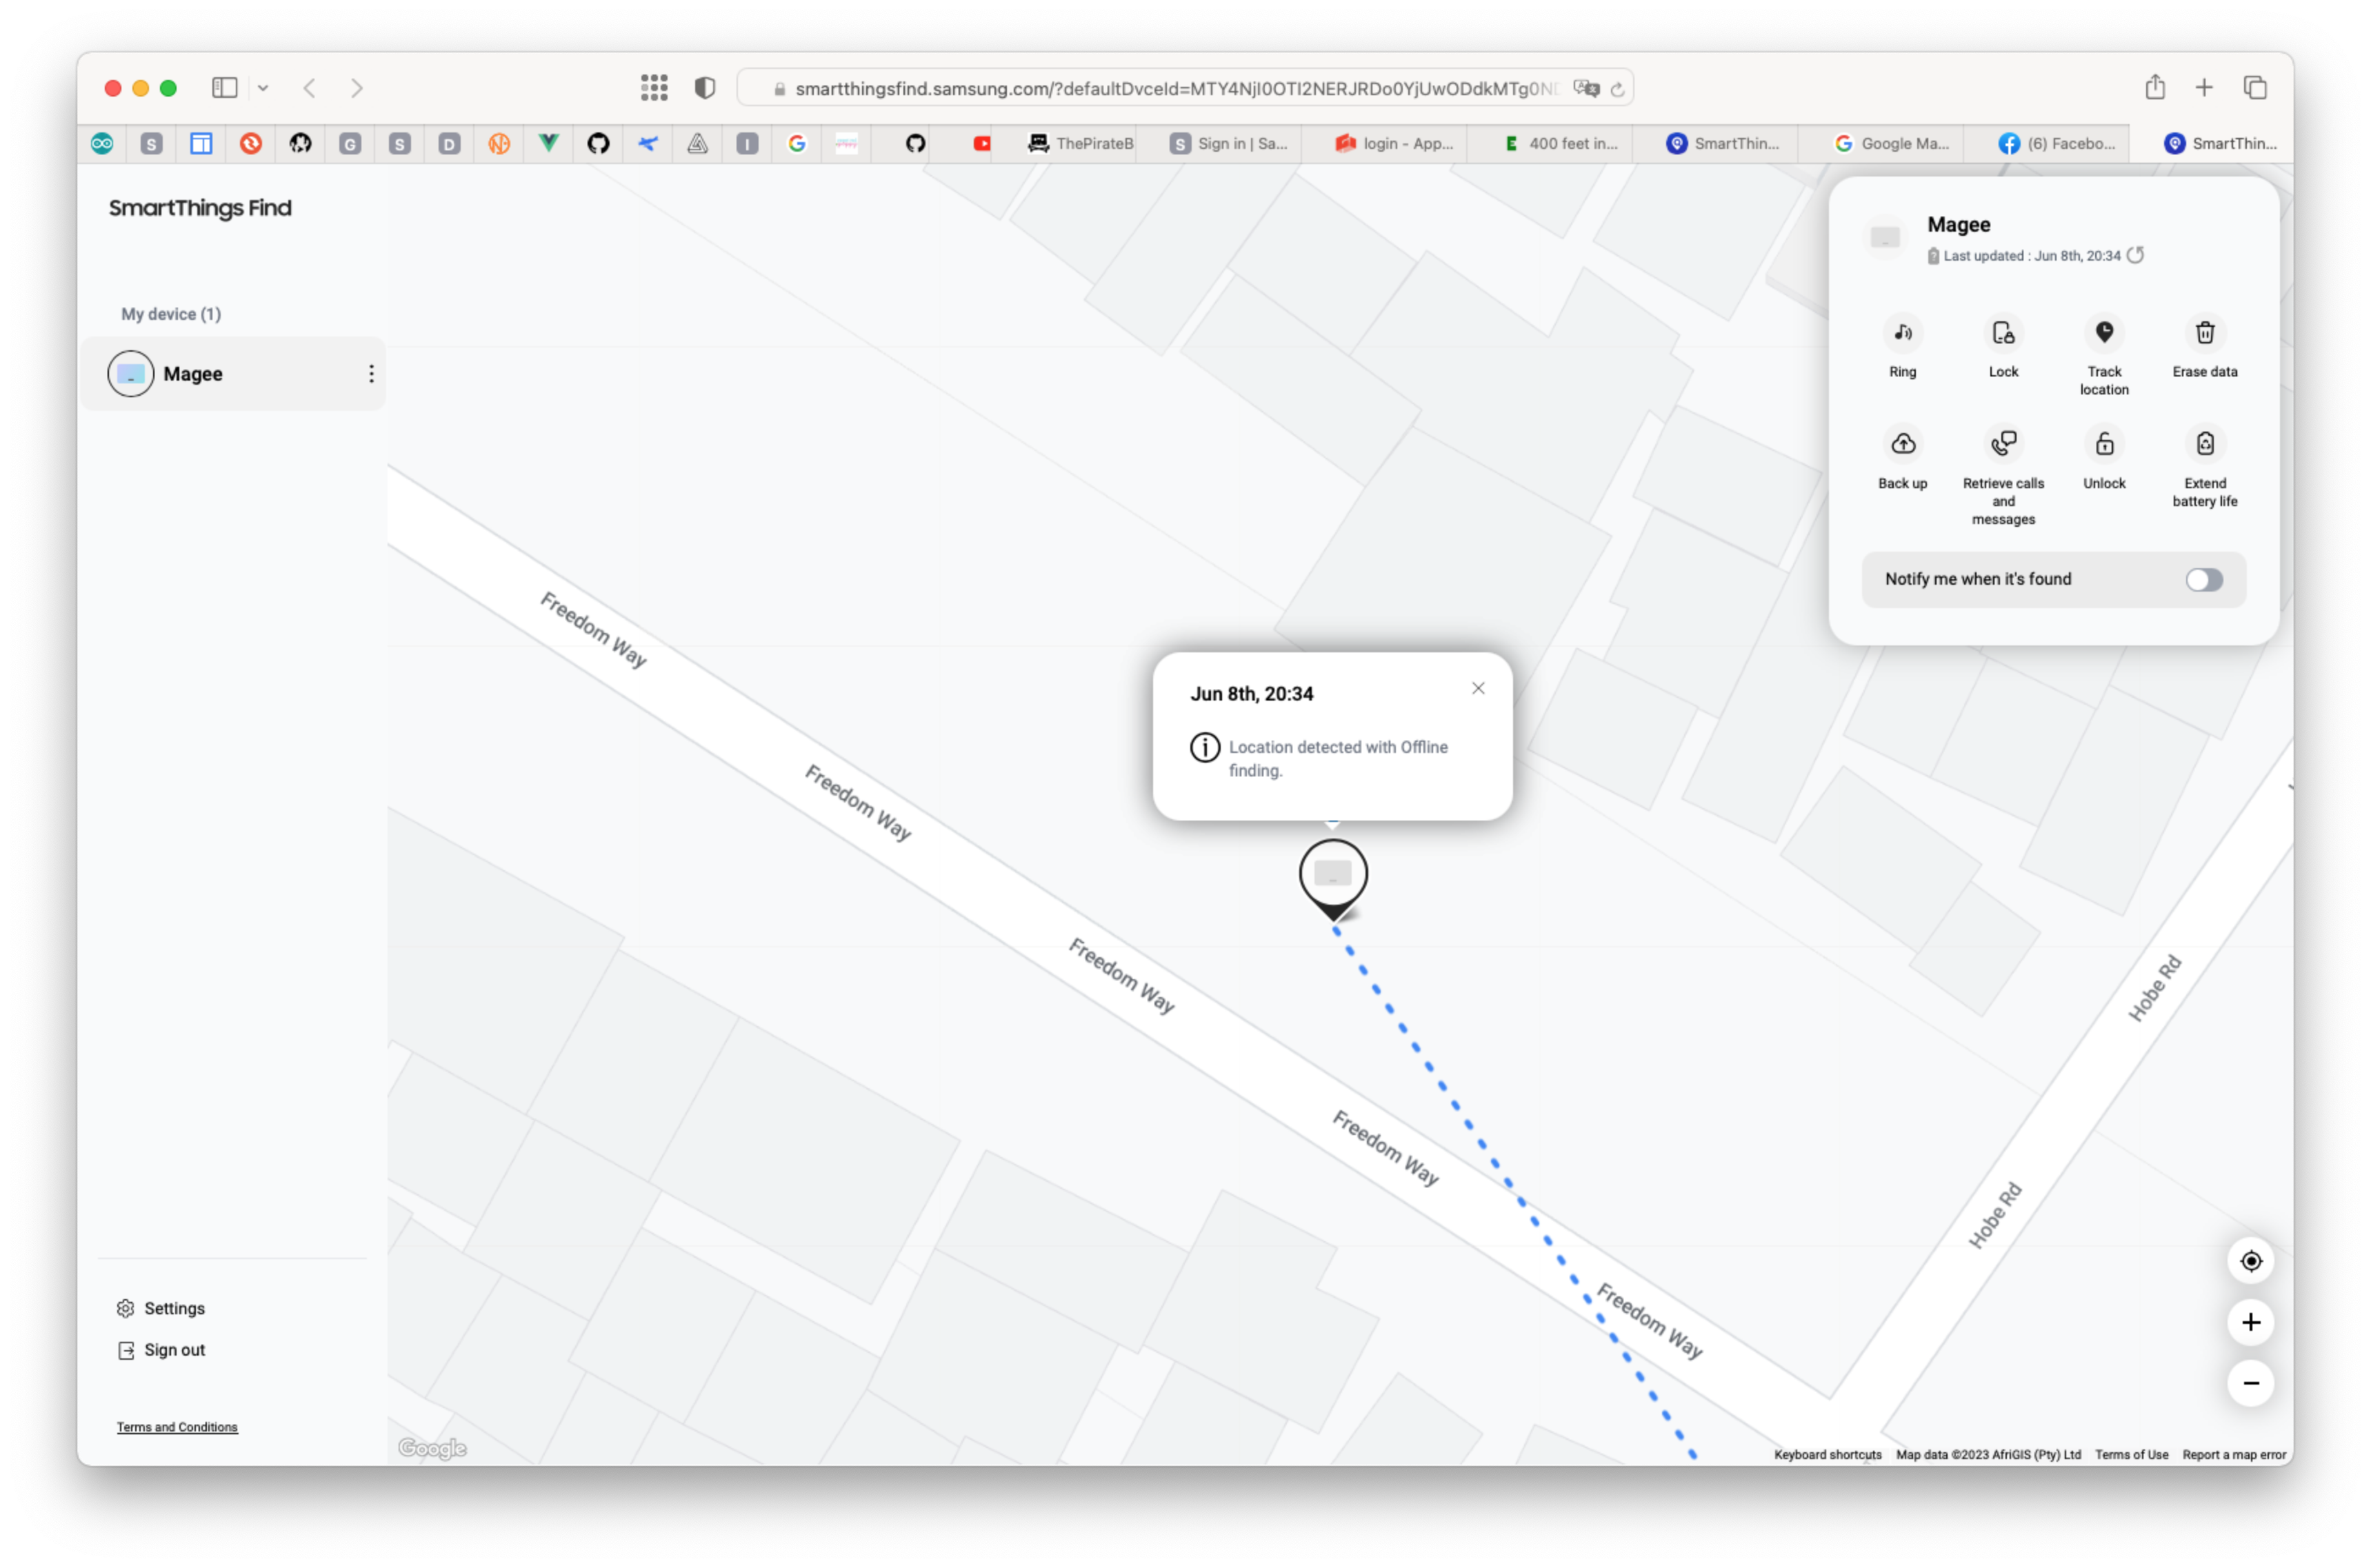 smartthingsfind.samsung.com/?defaultDvceId=
S
G
S
D
I
ThePirateB
S Sign in | Sa...
login - App...
E 400 feet in...
SmartThin...
Google Ma...
(6) Facebo...
SmartThin...
SmartThings Find
My device (1)
Magee
Settings
Sign out
Terms and Conditions
Magee
Last updated : Jun 8th, 20:34
Ring
Lock
Track
location
Erase data
Back up
Retrieve calls
and
messages
Unlock
Extend
battery life
Notify me when it's found
Jun 8th, 20:34
Location detected with Offline
finding.
Freedom Way
Freedom Way
Freedom Way
Freedom Way
Freedom Way
Hobe Rd
Hobe Rd
Google
Keyboard shortcuts
Map data ©2023 AfriGIS (Pty) Ltd
Terms of Use
Report a map error